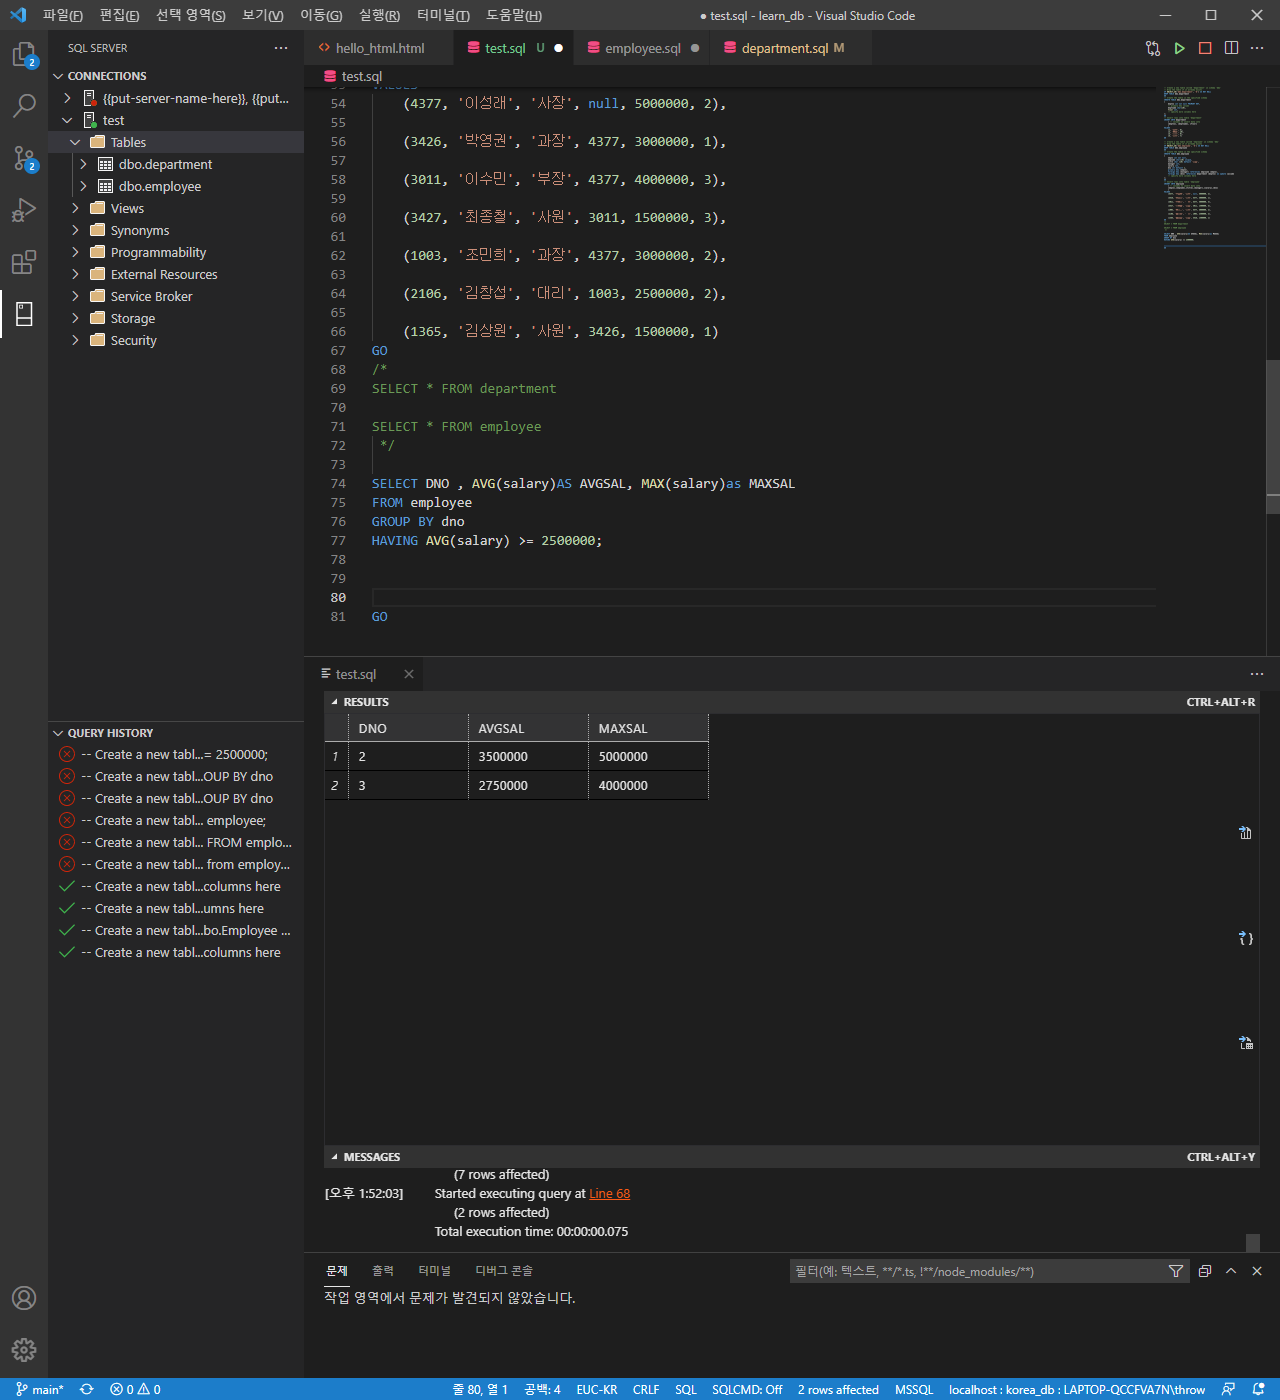 파일(F) 편집(E) 선택 영역(S) 보기(V) 이동(G) 실행(R) 터미널(T) 도움말(H)
● test.sql - learn_db - Visual Studio Code
SQL SERVER
CONNECTIONS
{{put-server-name-here}}, {{put...
test
Tables
dbo.department
dbo.employee
Views
Synonyms
Programmability
External Resources
Service Broker
Storage
Security
QUERY HISTORY
-- Create a new tabl...= 2500000;
-- Create a new tabl...OUP BY dno
-- Create a new tabl...OUP BY dno
-- Create a new tabl... employee;
-- Create a new tabl... FROM emplo...
-- Create a new tabl... from employ...
-- Create a new tabl...columns here
-- Create a new tabl...umns here
-- Create a new tabl...bo.Employee ...
-- Create a new tabl...columns here
2
2
hello_html.html
test.sql U
employee.sql
department.sql M
test.sql
53 VALUES
54 (4377, '이성래', '사장', null, 5000000, 2),
55
56 (3426, '박영권', '과장', 4377, 3000000, 1),
57
58 (3011, '이수민', '부장', 4377, 4000000, 3),
59
60 (3427, '최종철', '사원', 3011, 1500000, 3),
61
62 (1003, '조민희', '과장', 4377, 3000000, 2),
63
64 (2106, '김창섭', '대리', 1003, 2500000, 2),
65
66 (1365, '김상원', '사원', 3426, 1500000, 1)
67 GO
68 /*
69 SELECT * FROM department
70
71 SELECT * FROM employee
72 */
73
74 SELECT DNO , AVG(salary)AS AVGSAL, MAX(salary)as MAXSAL
75 FROM employee
76 GROUP BY dno
77 HAVING AVG(salary) >= 2500000;
78
79
80
81 GO
test.sql
RESULTS CTRL+ALT+R
DNO AVGSAL MAXSAL
1 2 3500000 5000000
2 3 2750000 4000000
MESSAGES CTRL+ALT+Y
(7 rows affected)
[오후 1:52:03] Started executing query at Line 68
(2 rows affected)
Total execution time: 00:00:00.075
문제 출력 터미널 디버그 콘솔
필터(예: 텍스트, **/*.ts, !**/node_modules/**)
작업 영역에서 문제가 발견되지 않았습니다.
main* 0 0 줄 80, 열 1 공백: 4 EUC-KR CRLF SQL SQLCMD: Off 2 rows affected MSSQL localhost : korea_db : LAPTOP-QCCFVA7N\throw